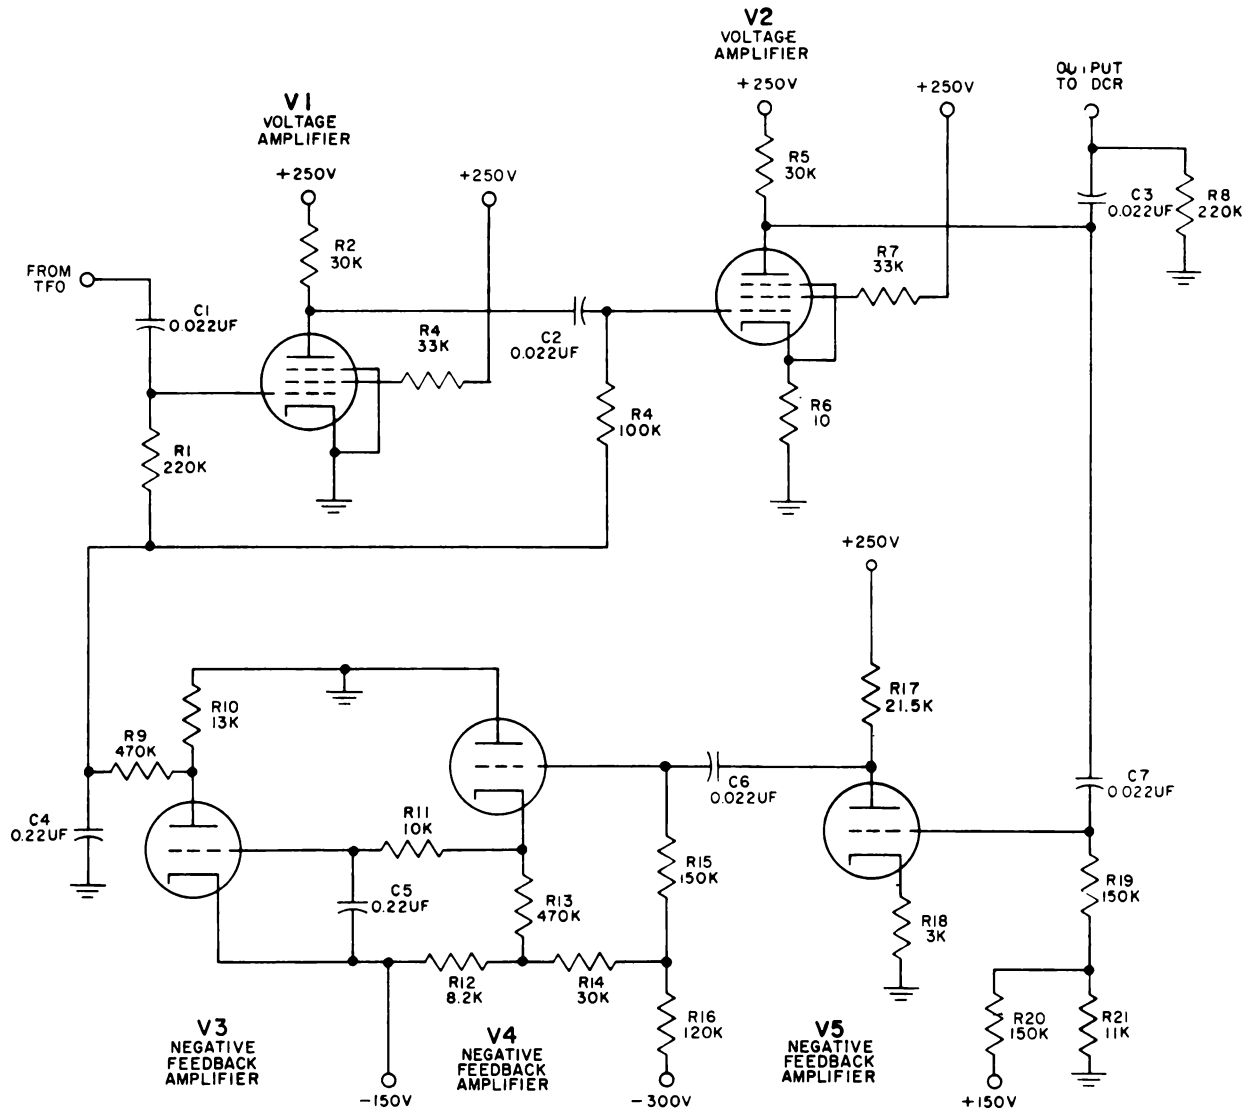 V1
VOLTAGE
AMPLIFIER
+250V
+250V
R2
30K
FROM
TFO
C1
0.022UF
R4
33K
R1
220K
C2
0.022UF
R4
100K
V2
VOLTAGE
AMPLIFIER
+250V
+250V
R5
30K
R7
33K
R6
10
OUTPUT
TO DCR
C3
0.022UF
R8
220K
+250V
R17
21.5K
R10
13K
R9
470K
C4
0.22UF
R11
10K
C5
0.22UF
R13
470K
R12
8.2K
R14
30K
R15
150K
R16
120K
C6
0.022UF
C7
0.022UF
R18
3K
R19
150K
R20
150K
R21
11K
V3
NEGATIVE
FEEDBACK
AMPLIFIER
V4
NEGATIVE
FEEDBACK
AMPLIFIER
V5
NEGATIVE
FEEDBACK
AMPLIFIER
-150V
-300V
+150V